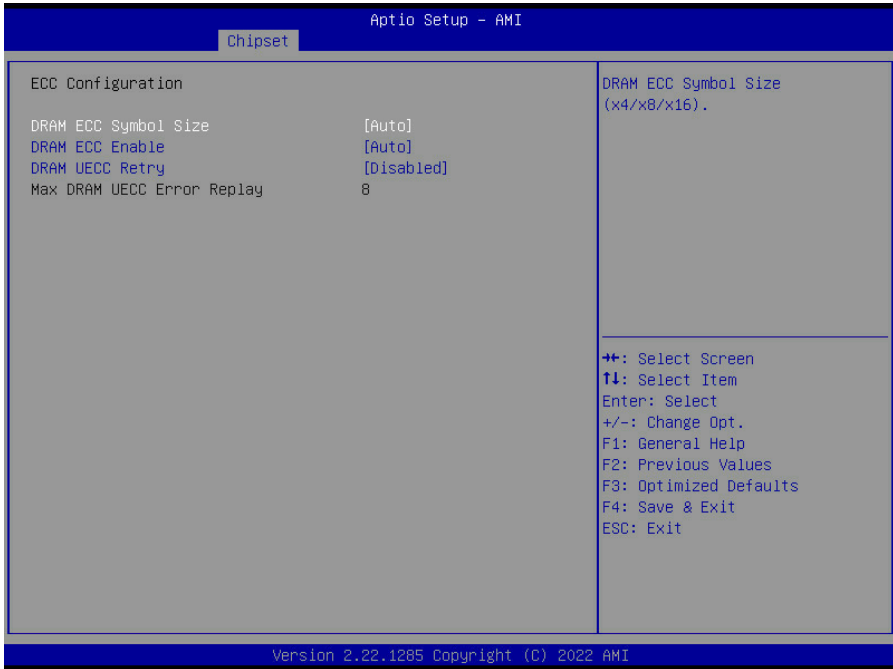 Aptio Setup – AMI
Chipset
ECC Configuration
DRAM ECC Symbol Size [Auto]
DRAM ECC Enable [Auto]
DRAM UECC Retry [Disabled]
Max DRAM UECC Error Replay 8
DRAM ECC Symbol Size
(x4/x8/x16).
→←: Select Screen
↑↓: Select Item
Enter: Select
+/-: Change Opt.
F1: General Help
F2: Previous Values
F3: Optimized Defaults
F4: Save & Exit
ESC: Exit
Version 2.22.1285 Copyright (C) 2022 AMI